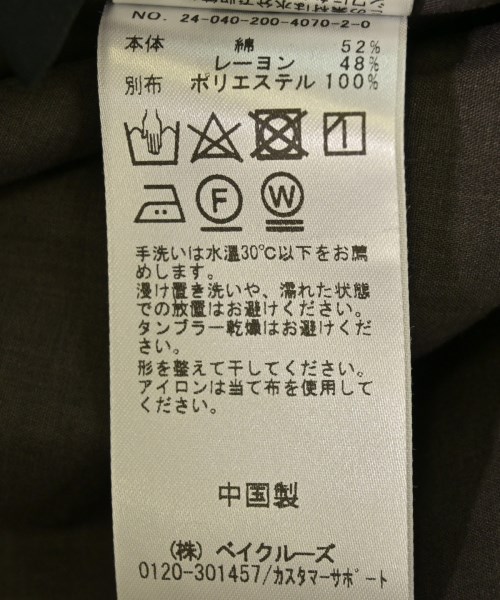 NO. 24-040-200-4070-2-0
本体 綿 52%
レーヨン 48%
別布 ポリエステル 100%
F
W
手洗いは水温30℃以下をお薦
めします。
浸け置き洗いや、濡れた状態
での放置はお避けください。
タンブラー乾燥はお避けくだ
さい。
形を整えて干してください。
アイロンは当て布を使用して
ください。
中国製
(株) ベイクルーズ
0120-301457/カスタマーサポート